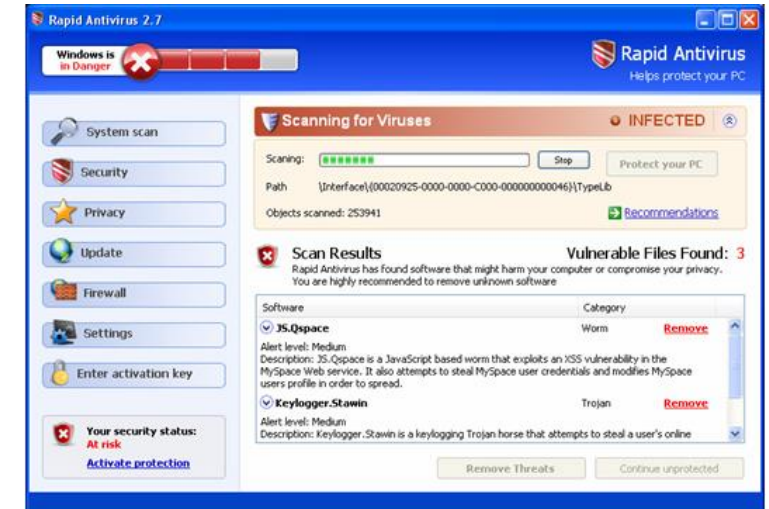 Rapid Antivirus 2.7
Windows is
in Danger
Rapid Antivirus
Helps protect your PC
System scan
Security
Privacy
Update
Firewall
Settings
Enter activation key
Your security status:
At risk
Activate protection
Scanning for Viruses
INFECTED
Scaning:
Stop
Protect your PC
Path \Interface\{00020925-0000-0000-C000-000000000046}\TypeLib
Objects scanned: 253941
Recommendations
Scan Results
Vulnerable Files Found: 3
Rapid Antivirus has found software that might harm your computer or compromise your privacy.
You are highly recommended to remove unknown software
Software Category
JS.Qspace Worm Remove
Alert level: Medium
Description: JS.Qspace is a JavaScript based worm that exploits an XSS vulnerability in the
MySpace Web service. It also attempts to steal MySpace user credentials and modifies MySpace
users profile in order to spread.
Keylogger.Stawin Trojan Remove
Alert level: Medium
Description: Keylogger.Stawin is a keylogging Trojan horse that attempts to steal a user's online
Remove Threats
Continue unprotected